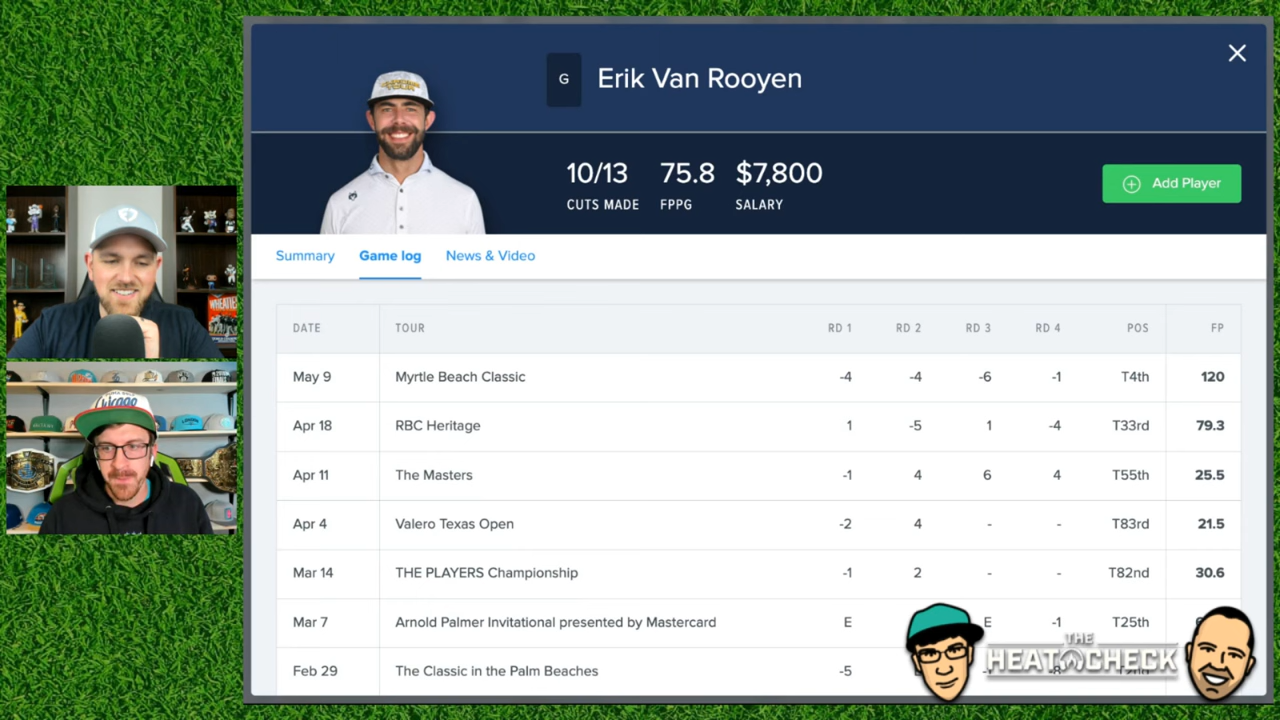 G
Erik Van Rooyen
10/13 75.8 $7,800
CUTS MADE FPPG SALARY
Add Player
Summary Game log News & Video
DATE TOUR RD 1 RD 2 RD 3 RD 4 POS FP
May 9 Myrtle Beach Classic -4 -4 -6 -1 T4th 120
Apr 18 RBC Heritage 1 -5 1 -4 T33rd 79.3
Apr 11 The Masters -1 4 6 4 T55th 25.5
Apr 4 Valero Texas Open -2 4 - - T83rd 21.5
Mar 14 THE PLAYERS Championship -1 2 - - T82nd 30.6
Mar 7 Arnold Palmer Invitational presented by Mastercard E E -1 T25th
Feb 29 The Classic in the Palm Beaches -5 -8 T2nd
THE
HEAT CHECK
WHEATIES
Chicago